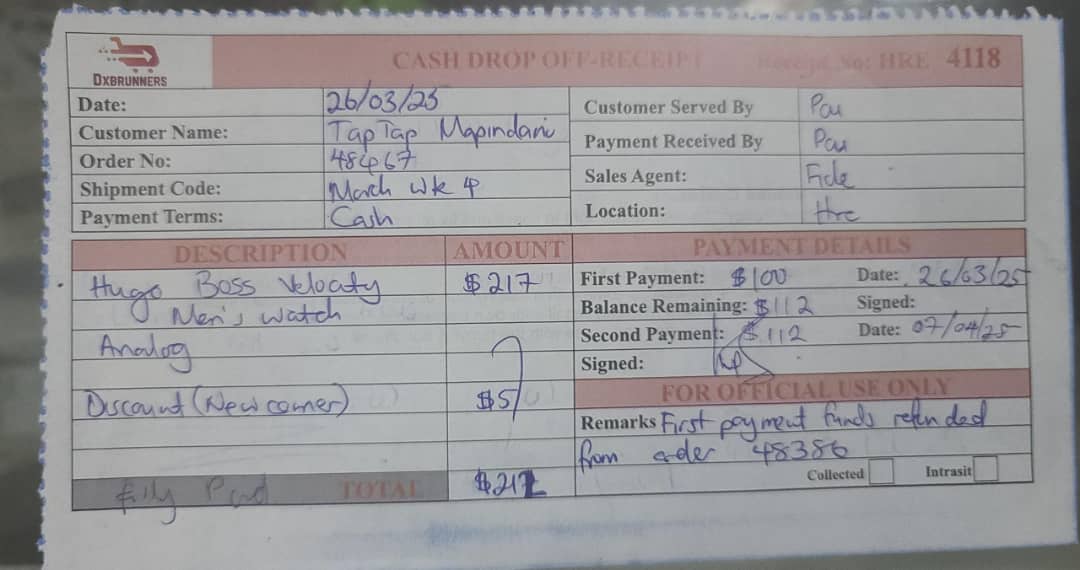 DXBRUNNERS
CASH DROP OFF-RECEIPT Receipt No: HRE 4118
Date: 26/03/25
Customer Name: Tap Tap Mapindani
Order No: 48467
Shipment Code: March Wk 4
Payment Terms: Cash
Customer Served By
Payment Received By
Sales Agent:
Location: Hre
DESCRIPTION AMOUNT
Hugo Boss Velocaty $217
Men's watch
Analog
Discount (New comer) $5
Fully Paid TOTAL $212
PAYMENT DETAILS
First Payment: $100 Date: 26/03/25
Balance Remaining: $112 Signed:
Second Payment: $112 Date: 07/04/25
Signed:
FOR OFFICIAL USE ONLY
Remarks First payment funds refunded
from order 48386
Collected Intrasit